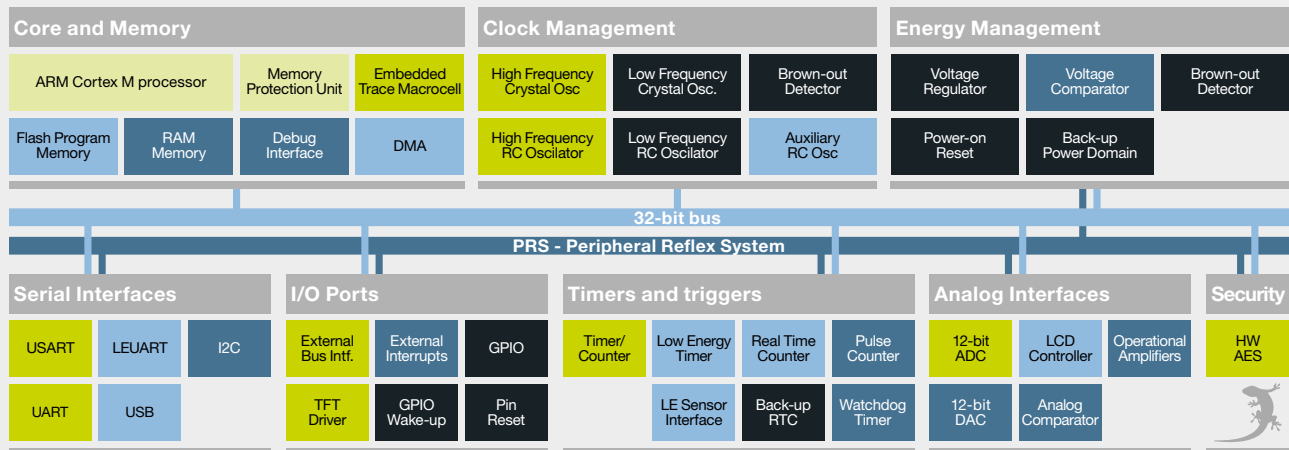 Core and Memory
ARM Cortex M processor
Memory
Protection Unit
Embedded
Trace Macrocell
Flash Program
Memory
RAM
Memory
Debug
Interface
DMA
Clock Management
High Frequency
Crystal Osc
Low Frequency
Crystal Osc.
Brown-out
Detector
High Frequency
RC Oscilator
Low Frequency
RC Oscilator
Auxiliary
RC Osc
Energy Management
Voltage
Regulator
Voltage
Comparator
Brown-out
Detector
Power-on
Reset
Back-up
Power Domain
32-bit bus
PRS - Peripheral Reflex System
Serial Interfaces
USART
LEUART
I2C
UART
USB
I/O Ports
External
Bus Intf.
External
Interrupts
GPIO
TFT
Driver
GPIO
Wake-up
Pin
Reset
Timers and triggers
Timer/
Counter
Low Energy
Timer
Real Time
Counter
Pulse
Counter
LE Sensor
Interface
Back-up
RTC
Watchdog
Timer
Analog Interfaces
12-bit
ADC
LCD
Controller
Operational
Amplifiers
12-bit
DAC
Analog
Comparator
Security
HW
AES